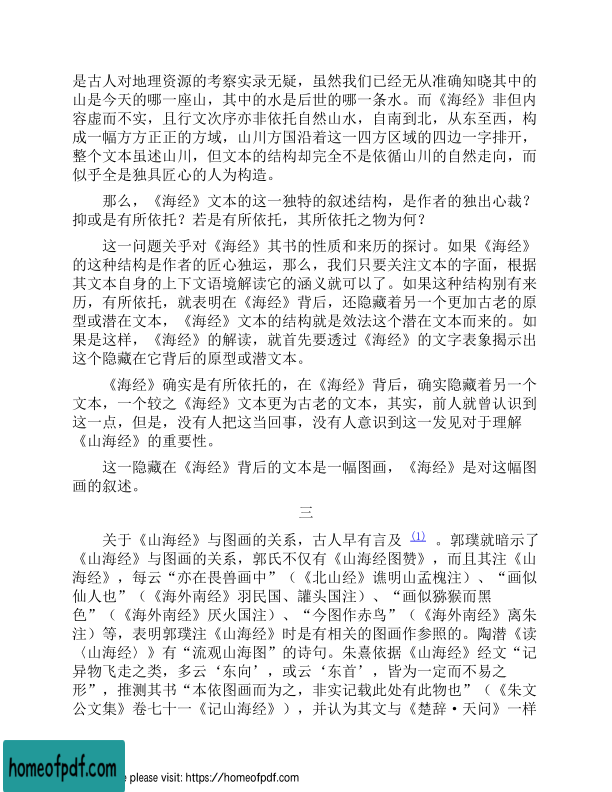 是古人对地理资源的考察实录无疑，虽然我们已经无从准确知晓其中的
山是今天的哪一座山，其中的水是后世的哪一条水。而《海经》非但内
容虚而不实，且行文次序亦非依托自然山水，自南到北，从东至西，构
成一幅方方正正的方域，山川方国沿着这一四方区域的四边一字排开，
整个文本虽述山川，但文本的结构却完全不是依循山川的自然走向，而
似乎全是独具匠心的人为构造。
那么，《海经》文本的这一独特的叙述结构，是作者的独出心裁？
抑或是有所依托？若是有所依托，其所依托之物为何？
这一问题关乎对《海经》其书的性质和来历的探讨。如果《海经》
的这种结构是作者的匠心独运，那么，我们只要关注文本的字面，根据
其文本自身的上下文语境解读它的涵义就可以了。如果这种结构别有来
历，有所依托，就表明在《海经》背后，还隐藏着另一个更加古老的原
型或潜在文本，《海经》文本的结构就是效法这个潜在文本而来的。如
果是这样，《海经》的解读，就首先要透过《海经》的文字表象揭示出
这个隐藏在它背后的原型或潜文本。
《海经》确实是有所依托的，在《海经》背后，确实隐藏着另一个
文本，一个较之《海经》文本更为古老的文本，其实，前人就曾认识到
这一点，但是，没有人把这当回事，没有人意识到这一发见对于理解
《山海经》的重要性。
这一隐藏在《海经》背后的文本是一幅图画，《海经》是对这幅图
画的叙述。
三
关于《山海经》与图画的关系，古人早有言及 (1) 。郭璞就暗示了
《山海经》与图画的关系，郭氏不仅有《山海经图赞》，而且其注《山
海经》，每云“亦在畏兽画中”（《北山经》谯明山孟槐注）、“画似
仙人也”（《海外南经》羽民国、讙头国注）、“画似猕猴而黑
色”（《海外南经》厌火国注）、“今图作赤鸟”（《海外南经》离朱
注）等，表明郭璞注《山海经》时是有相关的图画作参照的。陶潜《读
〈山海经〉》有“流观山海图”的诗句。朱熹依据《山海经》经文“记
异物飞走之类，多云‘东向’，或云‘东首’，皆为一定而不易之
形”，推测其书“本依图画而为之，非实记载此处有此物也”（《朱文
公文集》卷七十一《记山海经》），并认为其文与《楚辞·天问》一样
homeofpdf.com
e please visit: https://homeofpdf.com